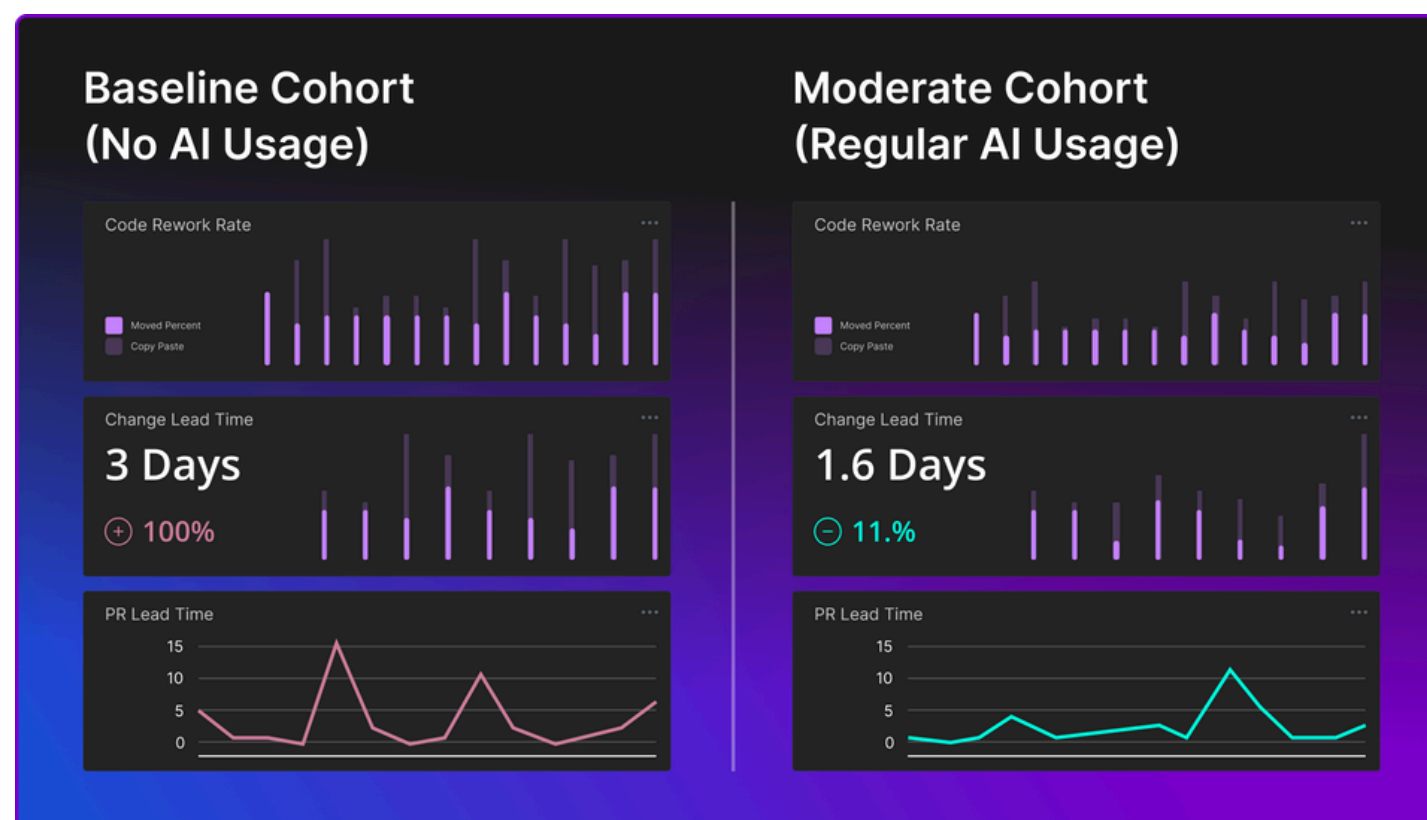 Baseline Cohort
(No AI Usage)
Code Rework Rate
Moved Percent
Copy Paste
Change Lead Time
3 Days
100%
PR Lead Time
15
10
5
0
Moderate Cohort
(Regular AI Usage)
Code Rework Rate
Moved Percent
Copy Paste
Change Lead Time
1.6 Days
11.%
PR Lead Time
15
10
5
0